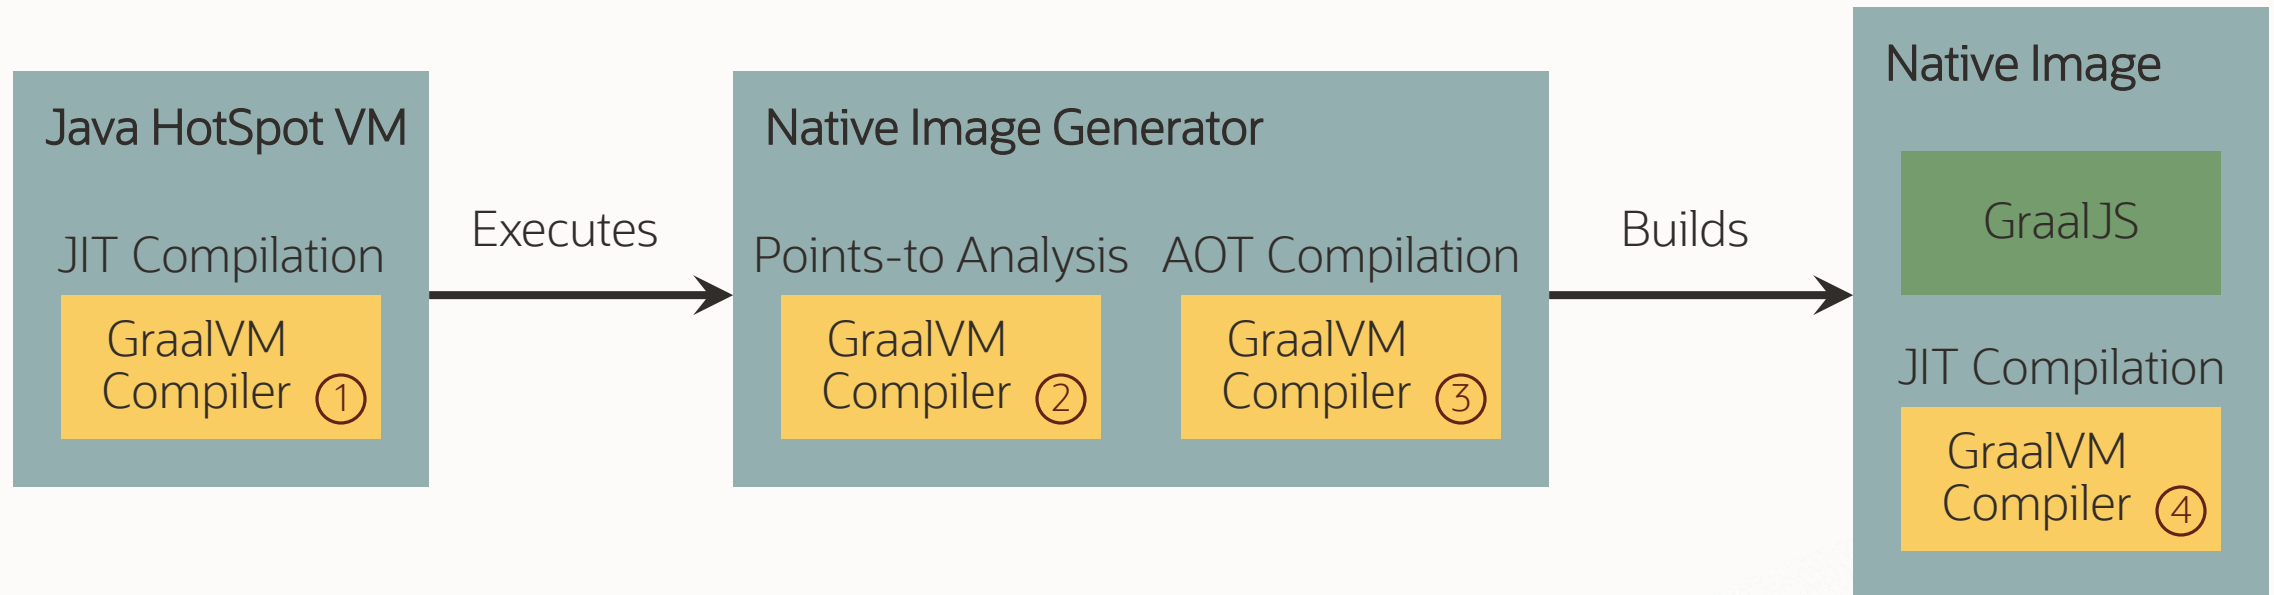 Java HotSpot VM
JIT Compilation
GraalVM
Compiler 1
Executes
Native Image Generator
Points-to Analysis
GraalVM
Compiler 2
AOT Compilation
GraalVM
Compiler 3
Builds
Native Image
GraalJS
JIT Compilation
GraalVM
Compiler 4